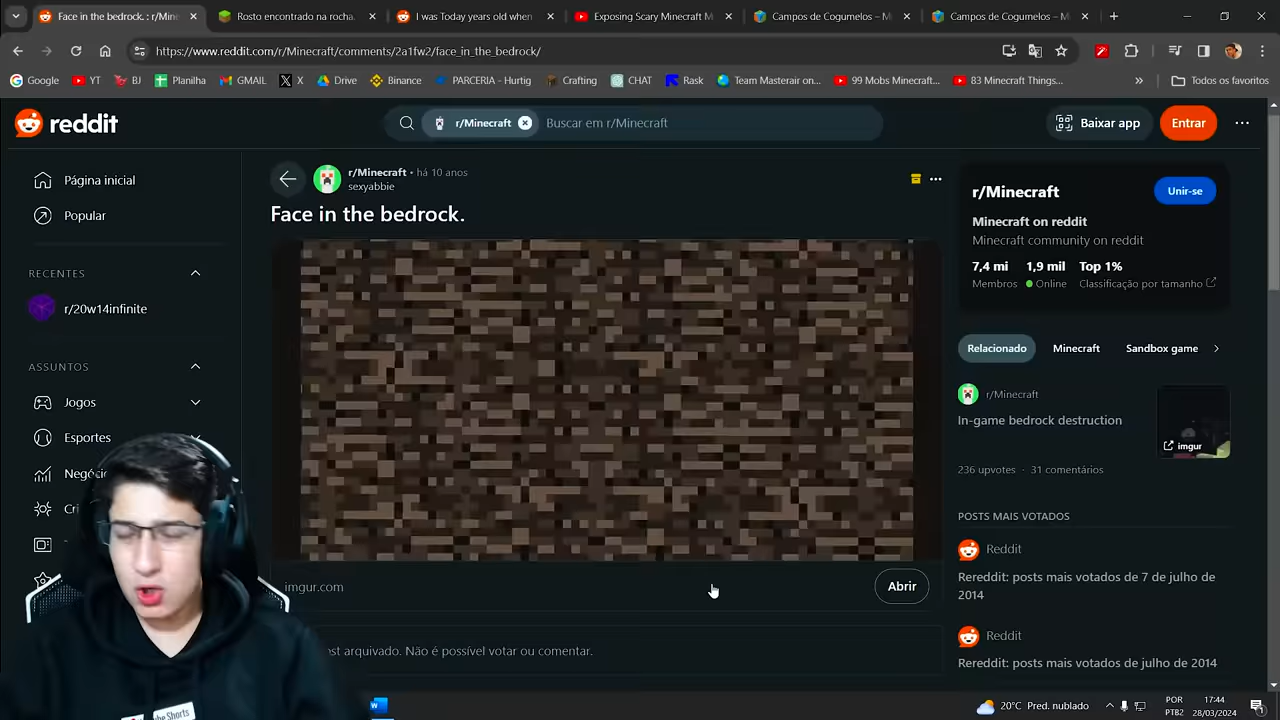 Face in the bedrock. : r/Mine
Rosto encontrado na rocha.
I was Today years old when
Exposing Scary Minecraft M
Campos de Cogumelos – M
Campos de Cogumelos – M
https://www.reddit.com/r/Minecraft/comments/2a1fw2/face_in_the_bedrock/
Google
YT
BJ
Planilha
GMAIL
X
Drive
Binance
PARCERIA - Hurtig
Crafting
CHAT
Rask
Team Masterair on...
99 Mobs Minecraft...
83 Minecraft Things...
»
Todos os favoritos
reddit
r/Minecraft
Buscar em r/Minecraft
Baixar app
Entrar
Página inicial
Popular
RECENTES
r/20w14infinite
ASSUNTOS
Jogos
Esportes
Negóci
Cri
r/Minecraft • há 10 anos
sexyabbie
Face in the bedrock.
imgur.com
Abrir
st arquivado. Não é possível votar ou comentar.
r/Minecraft
Unir-se
Minecraft on reddit
Minecraft community on reddit
7,4 mi 1,9 mil Top 1%
Membros Online Classificação por tamanho
Relacionado Minecraft Sandbox game
r/Minecraft
In-game bedrock destruction
imgur
236 upvotes · 31 comentários
POSTS MAIS VOTADOS
Reddit
Rereddit: posts mais votados de 7 de julho de
2014
Reddit
Rereddit: posts mais votados de julho de 2014
be Shorts
W
20°C Pred. nublado
POR
PTB2
17:44
28/03/2024